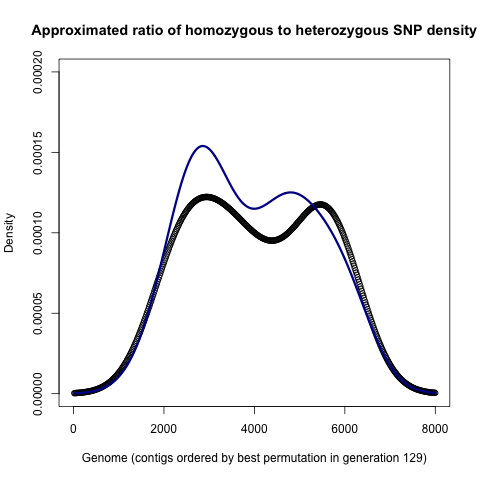 Approximated ratio of homozygous to heterozygous SNP density
0.00020
0.00015
0.00010
0.00005
0.00000
Density
0 2000 4000 6000 8000
Genome (contigs ordered by best permutation in generation 129)